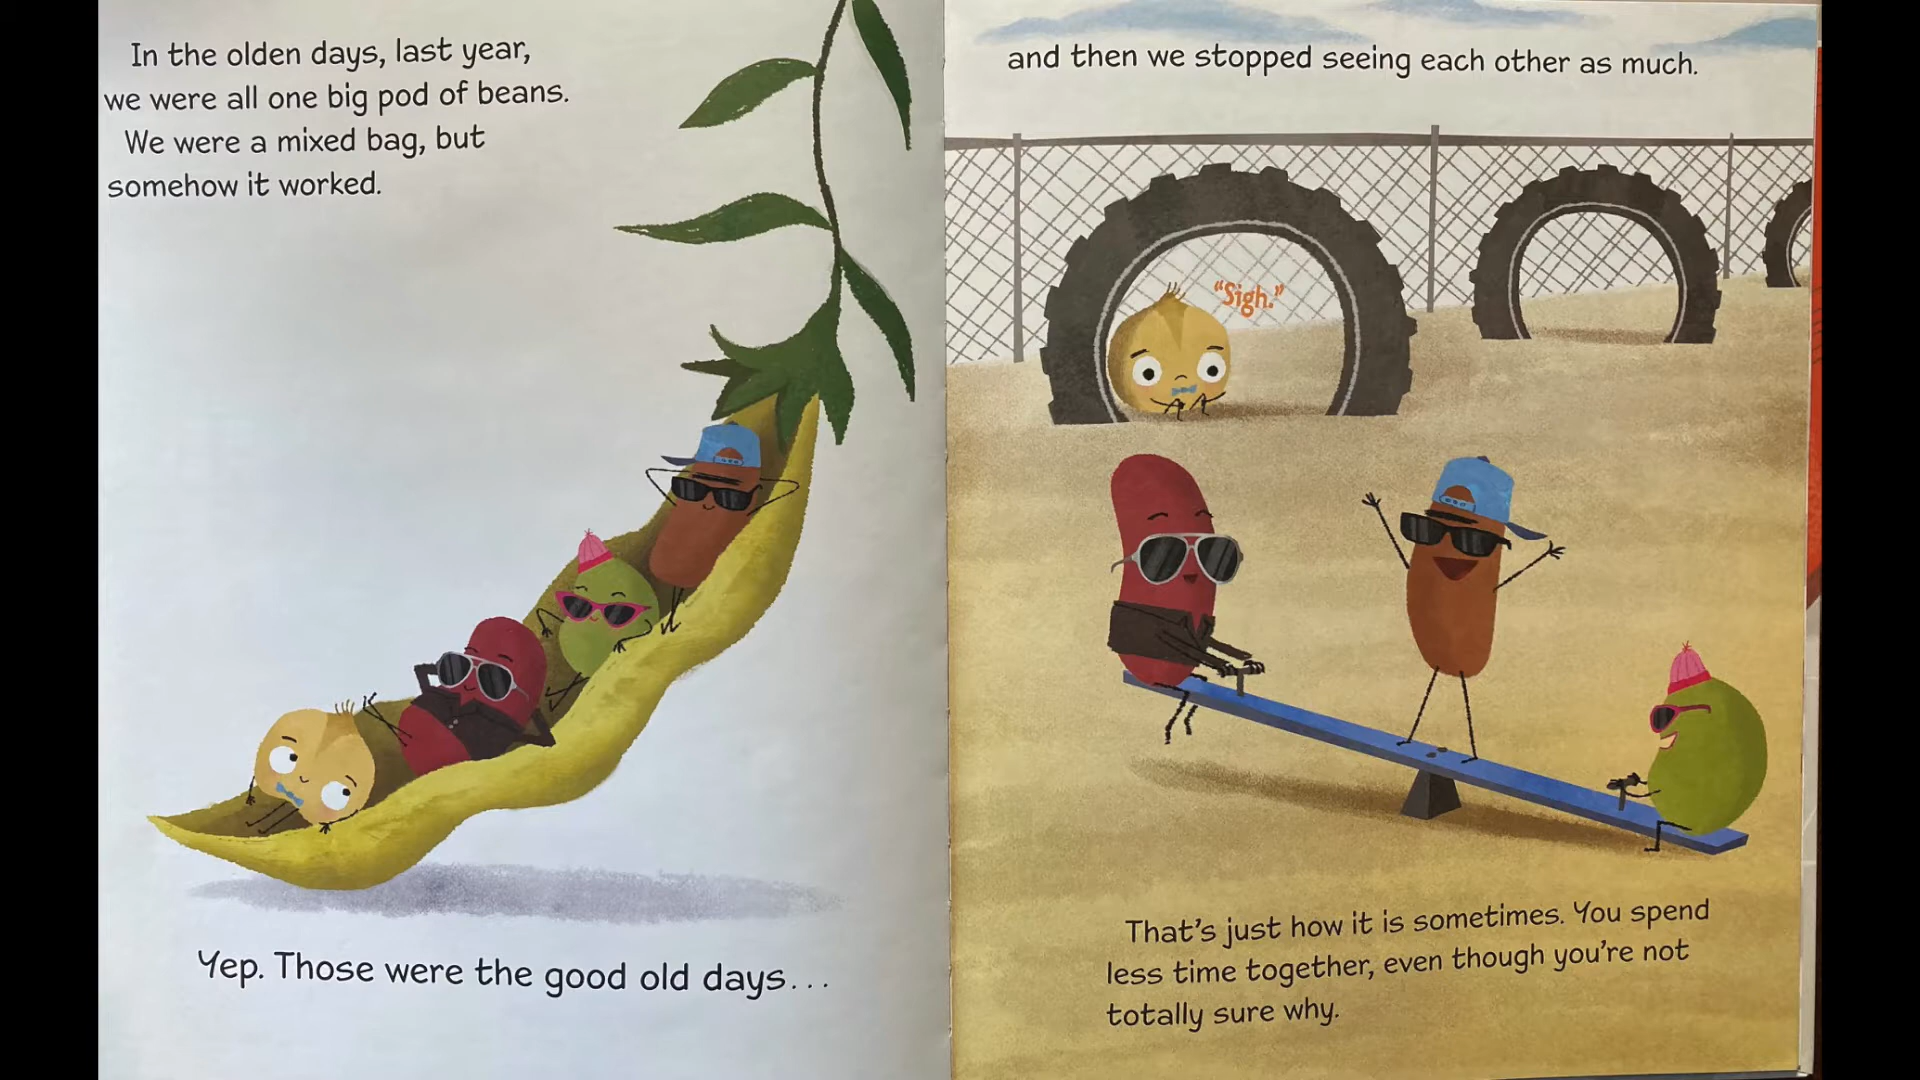 In the olden days, last year,
we were all one big pod of beans.
We were a mixed bag, but
somehow it worked.
Yep. Those were the good old days...
and then we stopped seeing each other as much.
"Sigh."
That's just how it is sometimes. You spend
less time together, even though you're not
totally sure why.